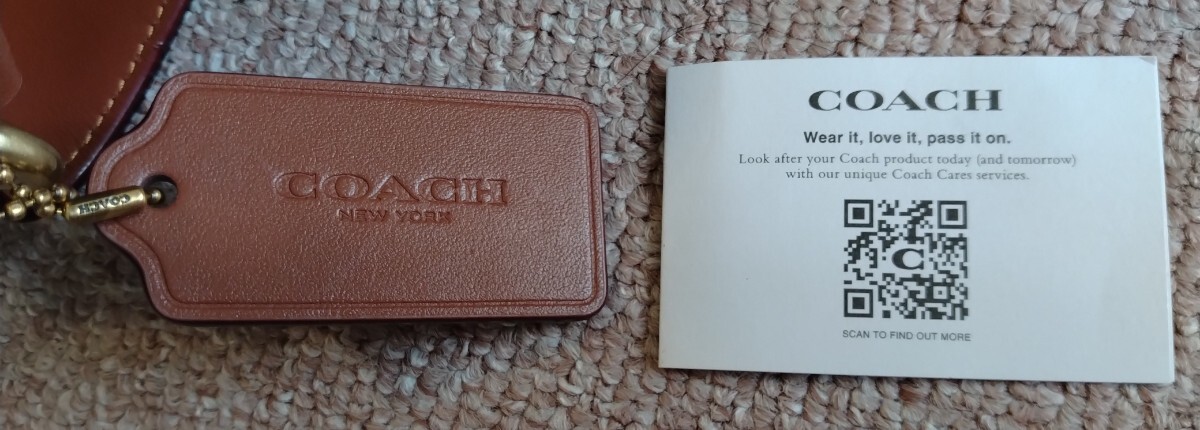 COACH
COACH
NEW YORK
COACH
Wear it, love it, pass it on.
Look after your Coach product today (and tomorrow)
with our unique Coach Cares services.
C
SCAN TO FIND OUT MORE